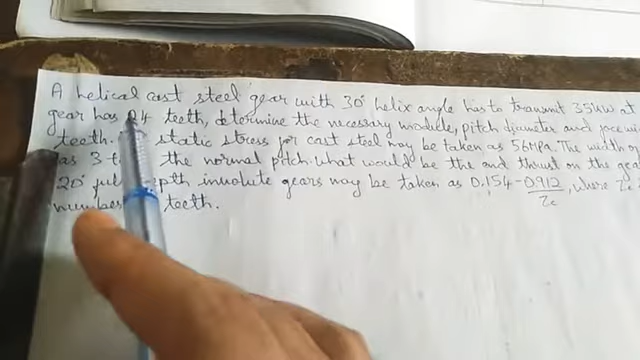 A helical cast steel gear with 30° helix angle has to transmit 35kW at
gear has 24 teeth, determine the necessary module, pitch diameter and face wi
teeth. static stress for cast steel may be taken as 56MPa. The width of
as 3 t the normal pitch. What would be the end thrust on the gear
20° full depth involute gears may be taken as 0.154 - 0.912/Ze, where Ze
number teeth.